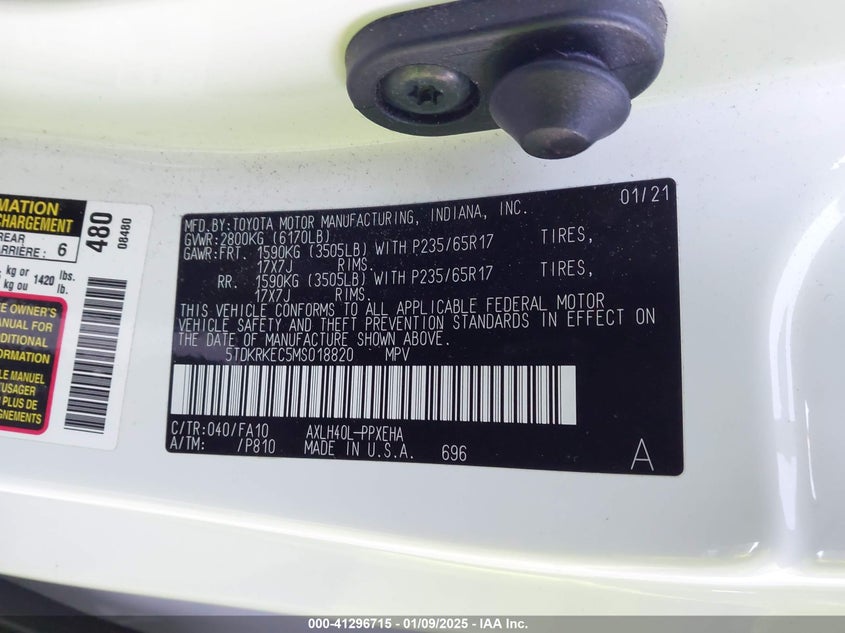 MATION
CHARGEMENT
REAR
ARRIÈRE: 6
kg or 1420 lbs.
kg ou lb.
480
08480
E OWNER'S
ANUAL FOR
DDITIONAL
FORMATION
LE MANUEL
'USAGER
PLUS DE
IGNEMENTS
01/21
MFD.BY:TOYOTA MOTOR MANUFACTURING, INDIANA, INC.
GVWR:2800KG (6170LB)
GAWR:FRT. 1590KG (3505LB) WITH P235/65R17 TIRES,
17X7J RIMS.
RR. 1590KG (3505LB) WITH P235/65R17 TIRES,
17X7J RIMS.
THIS VEHICLE CONFORMS TO ALL APPLICABLE FEDERAL MOTOR
VEHICLE SAFETY AND THEFT PREVENTION STANDARDS IN EFFECT ON
THE DATE OF MANUFACTURE SHOWN ABOVE.
5TDKRKEC5MS018820 MPV
C/TR:040/FA10 AXLH40L-PPXEHA
A/TM: /P810 MADE IN U.S.A. 696
A
000-41296715 - 01/09/2025 - IAA Inc.